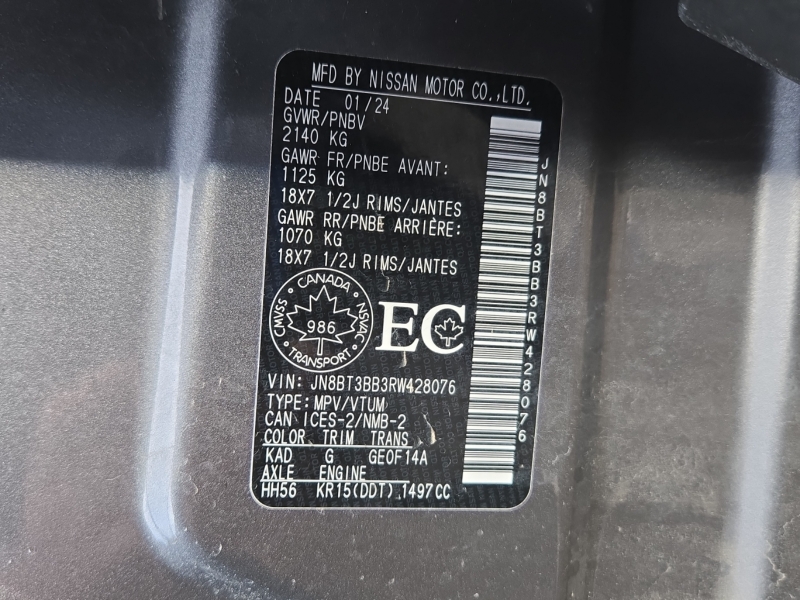 MFD BY NISSAN MOTOR CO.,LTD.
DATE 01/24
GVWR/PNBV
2140 KG
GAWR FR/PNBE AVANT:
1125 KG
18X7 1/2J RIMS/JANTES
GAWR RR/PNBE ARRIÈRE:
1070 KG
18X7 1/2J RIMS/JANTES
CANADA
CMVSS 986 NSVAC
TRANSPORT
EC
VIN: JN8BT3BB3RW428076
TYPE: MPV/VTUM
CAN ICES-2/NMB-2
COLOR TRIM TRANS
KAD G GE0F14A
AXLE ENGINE
HH56 KR15(DDT) 1497CC
JN8BT3BB3RW428076